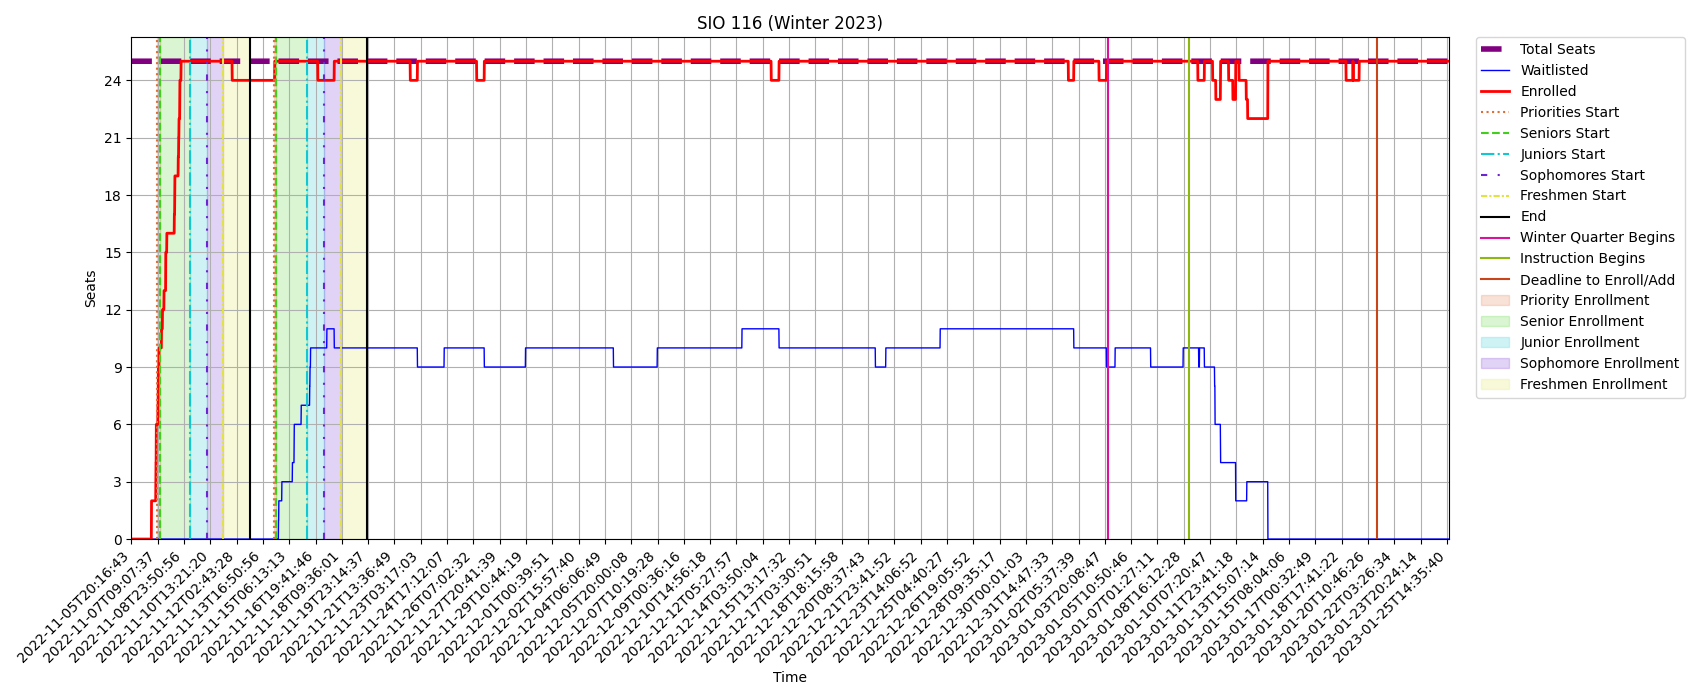 SIO 116 (Winter 2023)
Seats
24
21
18
15
12
9
6
3
0
2022-11-05T20:16:43
2022-11-07T09:07:37
2022-11-08T23:50:56
2022-11-10T13:21:20
2022-11-12T02:43:28
2022-11-13T16:50:56
2022-11-15T06:13:13
2022-11-16T19:41:46
2022-11-18T09:36:01
2022-11-19T23:14:37
2022-11-21T13:36:49
2022-11-23T03:17:03
2022-11-24T17:12:07
2022-11-26T07:02:32
2022-11-27T20:41:39
2022-11-29T10:44:19
2022-12-01T00:39:51
2022-12-02T15:57:40
2022-12-04T06:06:49
2022-12-05T20:00:08
2022-12-07T10:19:28
2022-12-09T00:36:16
2022-12-10T14:56:18
2022-12-12T05:27:57
2022-12-14T03:50:04
2022-12-15T13:17:32
2022-12-17T03:30:51
2022-12-18T18:15:58
2022-12-20T08:37:43
2022-12-21T23:41:52
2022-12-23T14:06:52
2022-12-25T04:40:27
2022-12-26T19:05:52
2022-12-28T09:35:17
2022-12-30T00:01:03
2022-12-31T14:47:33
2023-01-02T05:37:39
2023-01-03T20:08:47
2023-01-05T10:50:46
2023-01-07T01:27:11
2023-01-08T16:12:28
2023-01-10T07:20:47
2023-01-11T23:41:18
2023-01-13T15:07:14
2023-01-15T08:04:06
2023-01-17T00:32:49
2023-01-18T17:41:22
2023-01-20T10:46:26
2023-01-22T03:26:34
2023-01-23T20:24:14
2023-01-25T14:35:40
Time
Total Seats
Waitlisted
Enrolled
Priorities Start
Seniors Start
Juniors Start
Sophomores Start
Freshmen Start
End
Winter Quarter Begins
Instruction Begins
Deadline to Enroll/Add
Priority Enrollment
Senior Enrollment
Junior Enrollment
Sophomore Enrollment
Freshmen Enrollment